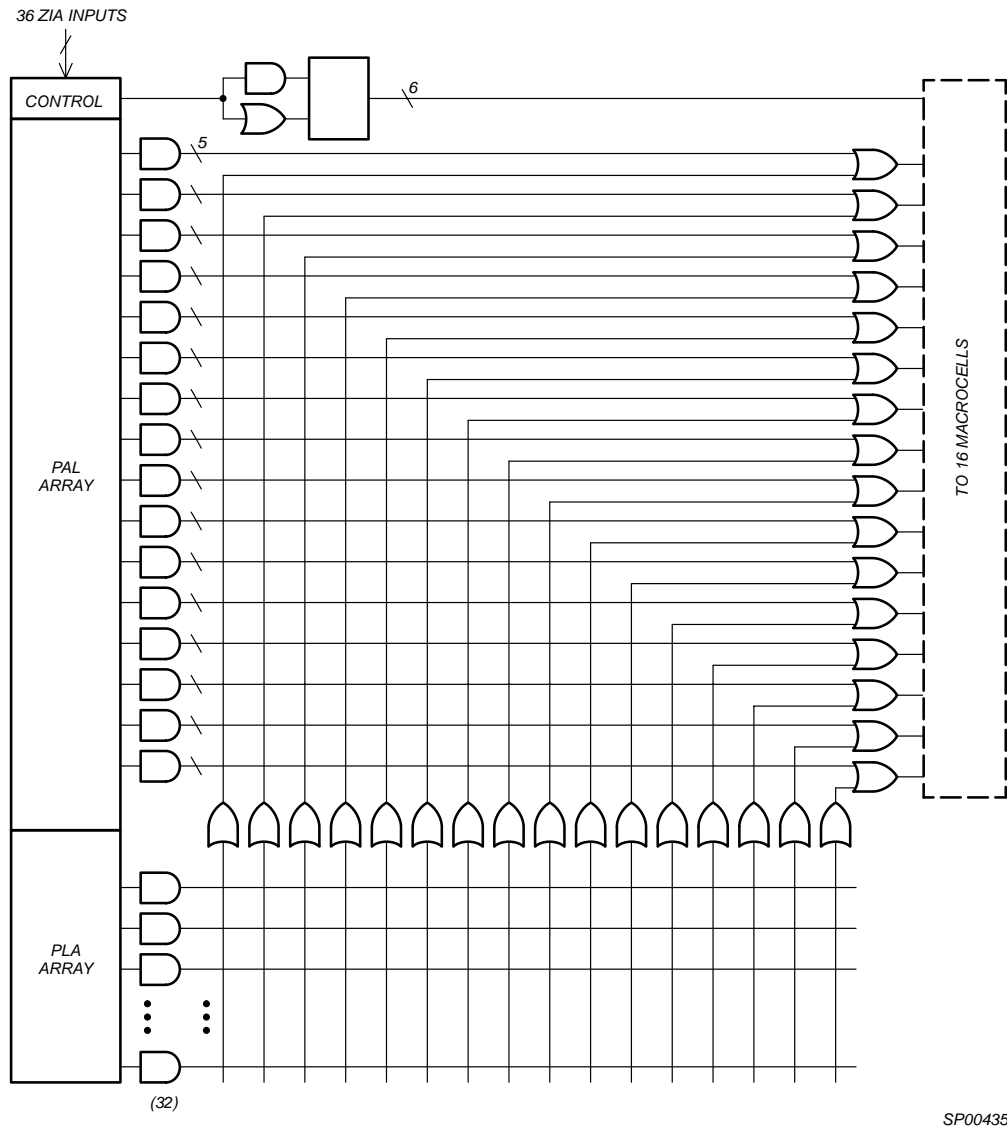 36 ZIA INPUTS
CONTROL
6
5
PAL
ARRAY
TO 16 MACROCELLS
PLA
ARRAY
(32)
SP00435